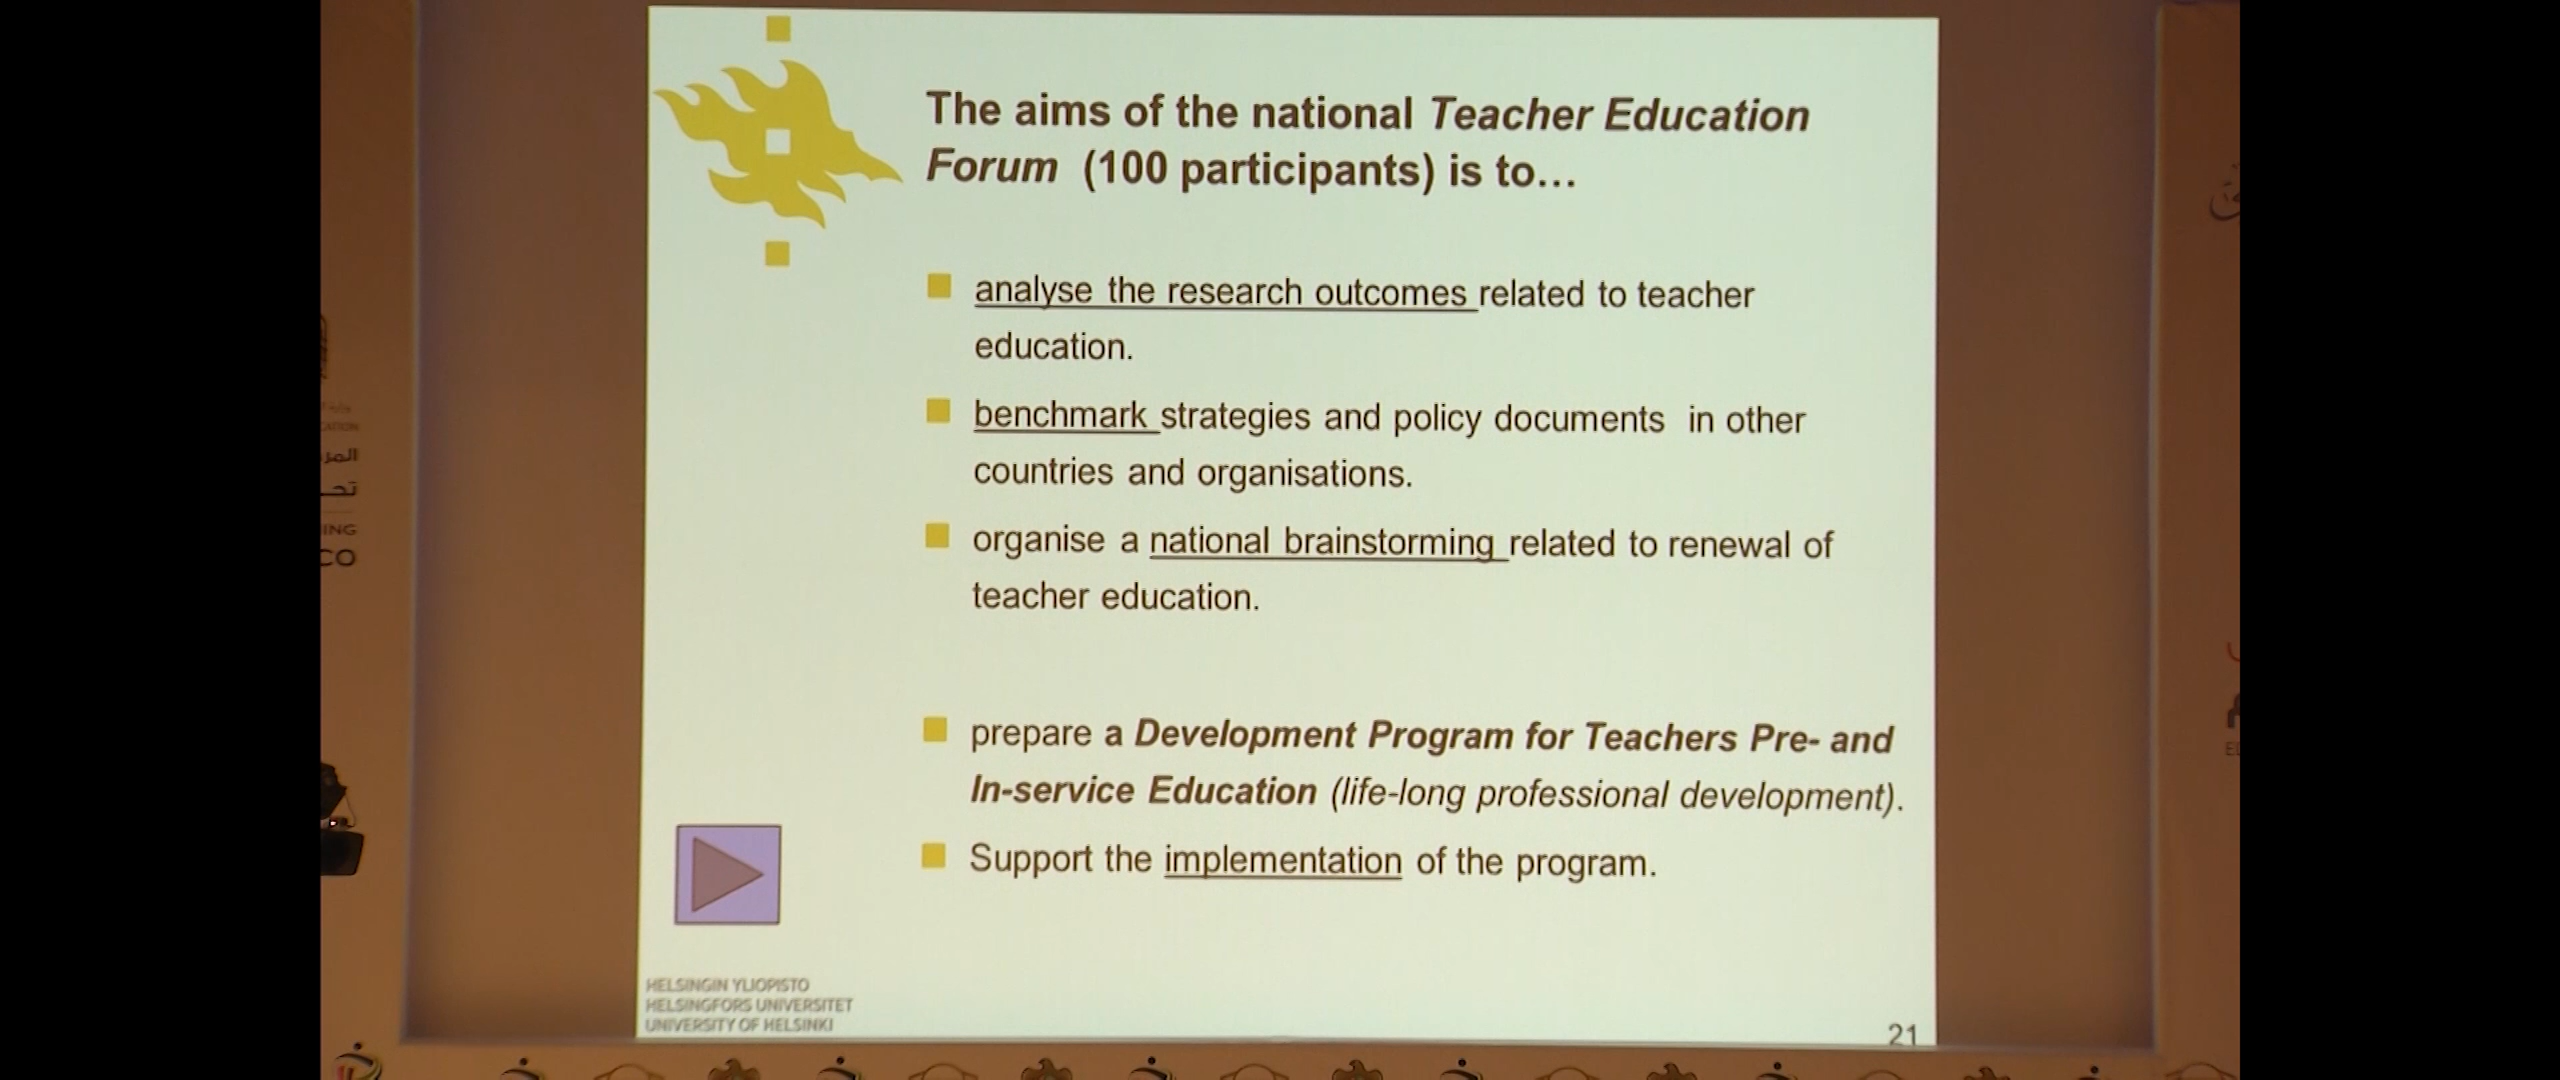 The aims of the national Teacher Education
Forum (100 participants) is to...
analyse the research outcomes related to teacher
education.
benchmark strategies and policy documents in other
countries and organisations.
organise a national brainstorming related to renewal of
teacher education.
prepare a Development Program for Teachers Pre- and
In-service Education (life-long professional development).
Support the implementation of the program.
HELSINGIN YLIOPISTO
HELSINGFORS UNIVERSITET
UNIVERSITY OF HELSINKI
21